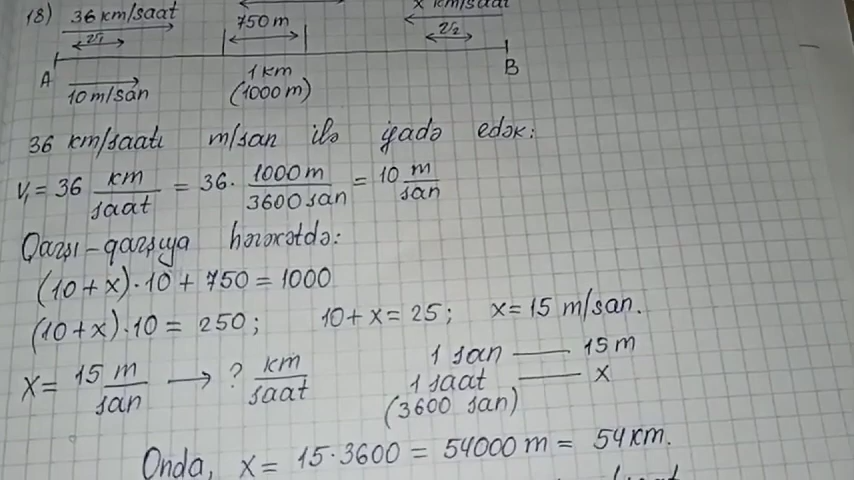 18) 36 km/saat 750 m x km/saat
A B
10 m/san 1 km
(1000 m)
36 km/saatı m/san ilə ifadə edək:
V₁ = 36 km/saat = 36 · 1000 m/3600 san = 10 m/san
Qarşı-qarşıya hərəkətdə:
(10 + x) · 10 + 750 = 1000
(10 + x) · 10 = 250; 10 + x = 25; x = 15 m/san.
x = 15 m/san → ? km/saat 1 san — 15 m
1 saat — x
(3600 san)
Onda, x = 15 · 3600 = 54000 m = 54 km.